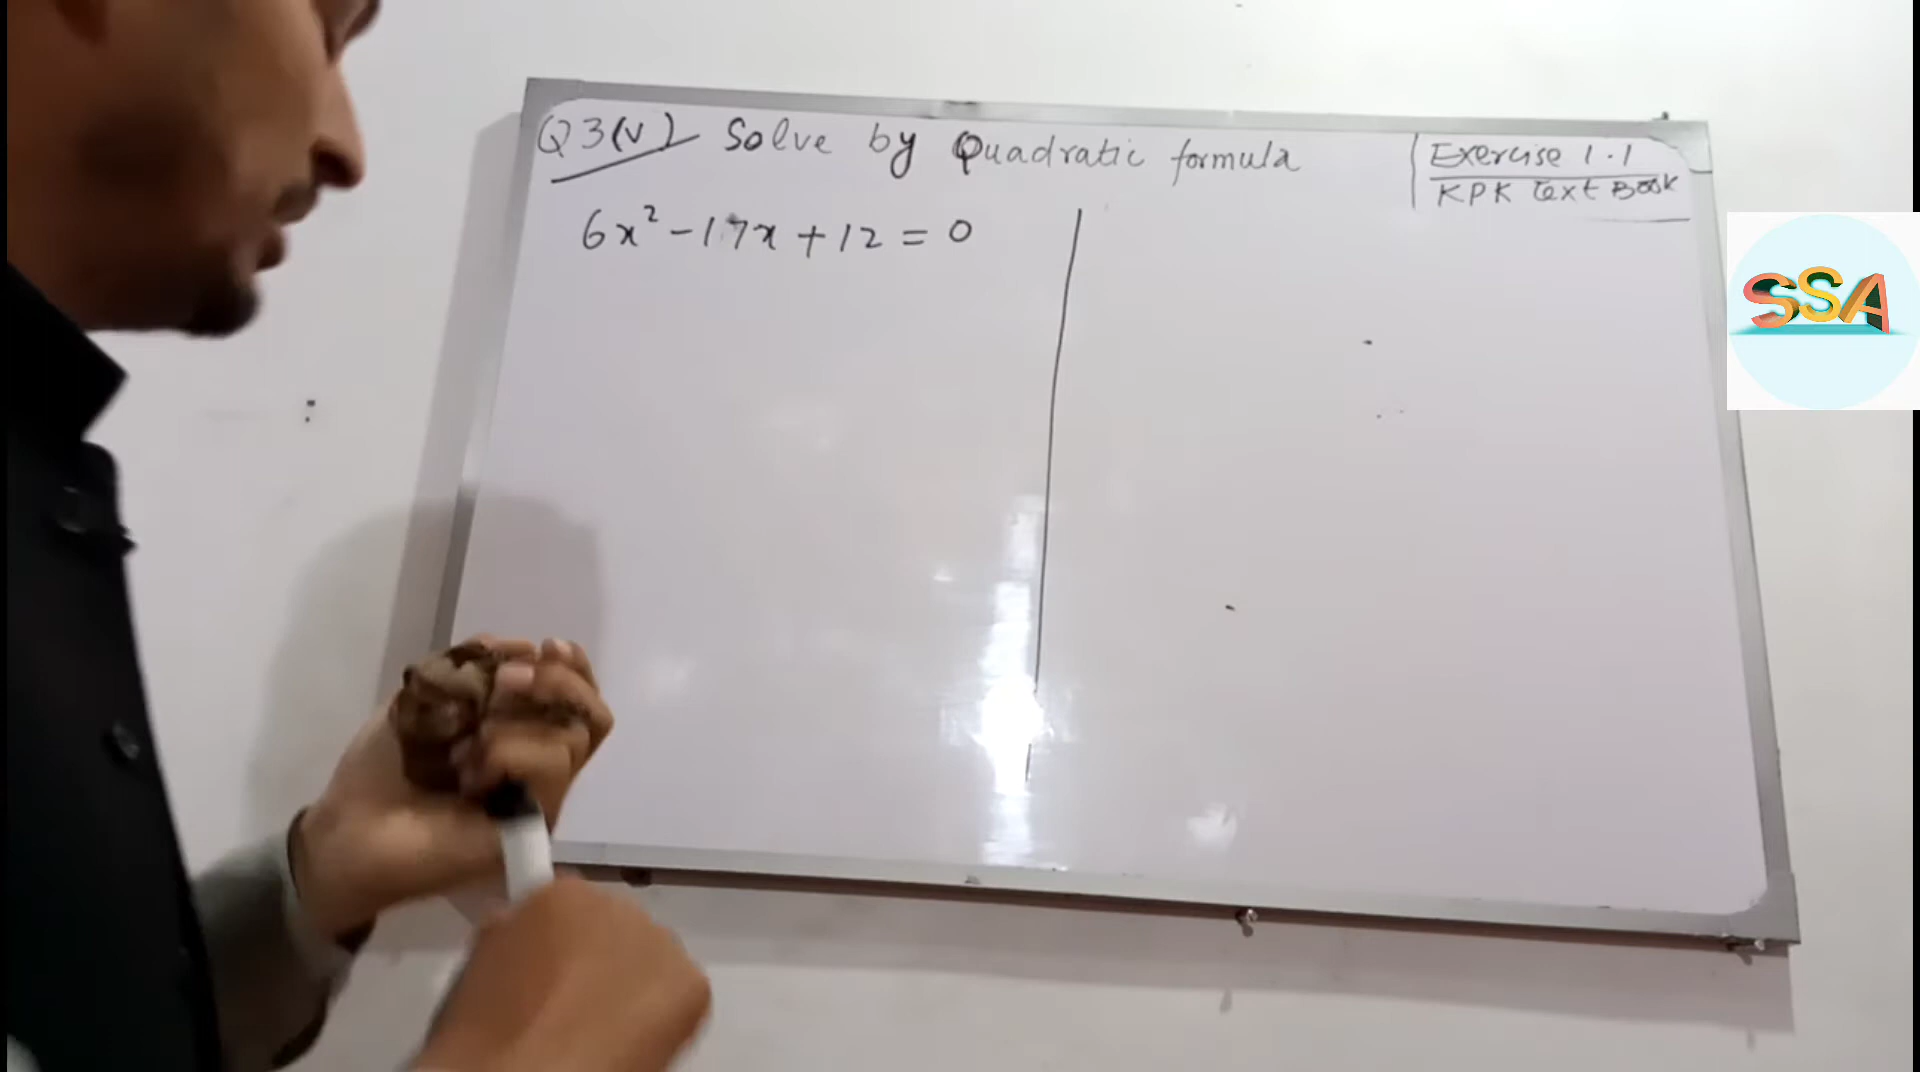 Q3(v) Solve by Quadratic formula
Exercise 1.1
KPK Text Book
6x² - 17x + 12 = 0
SSA